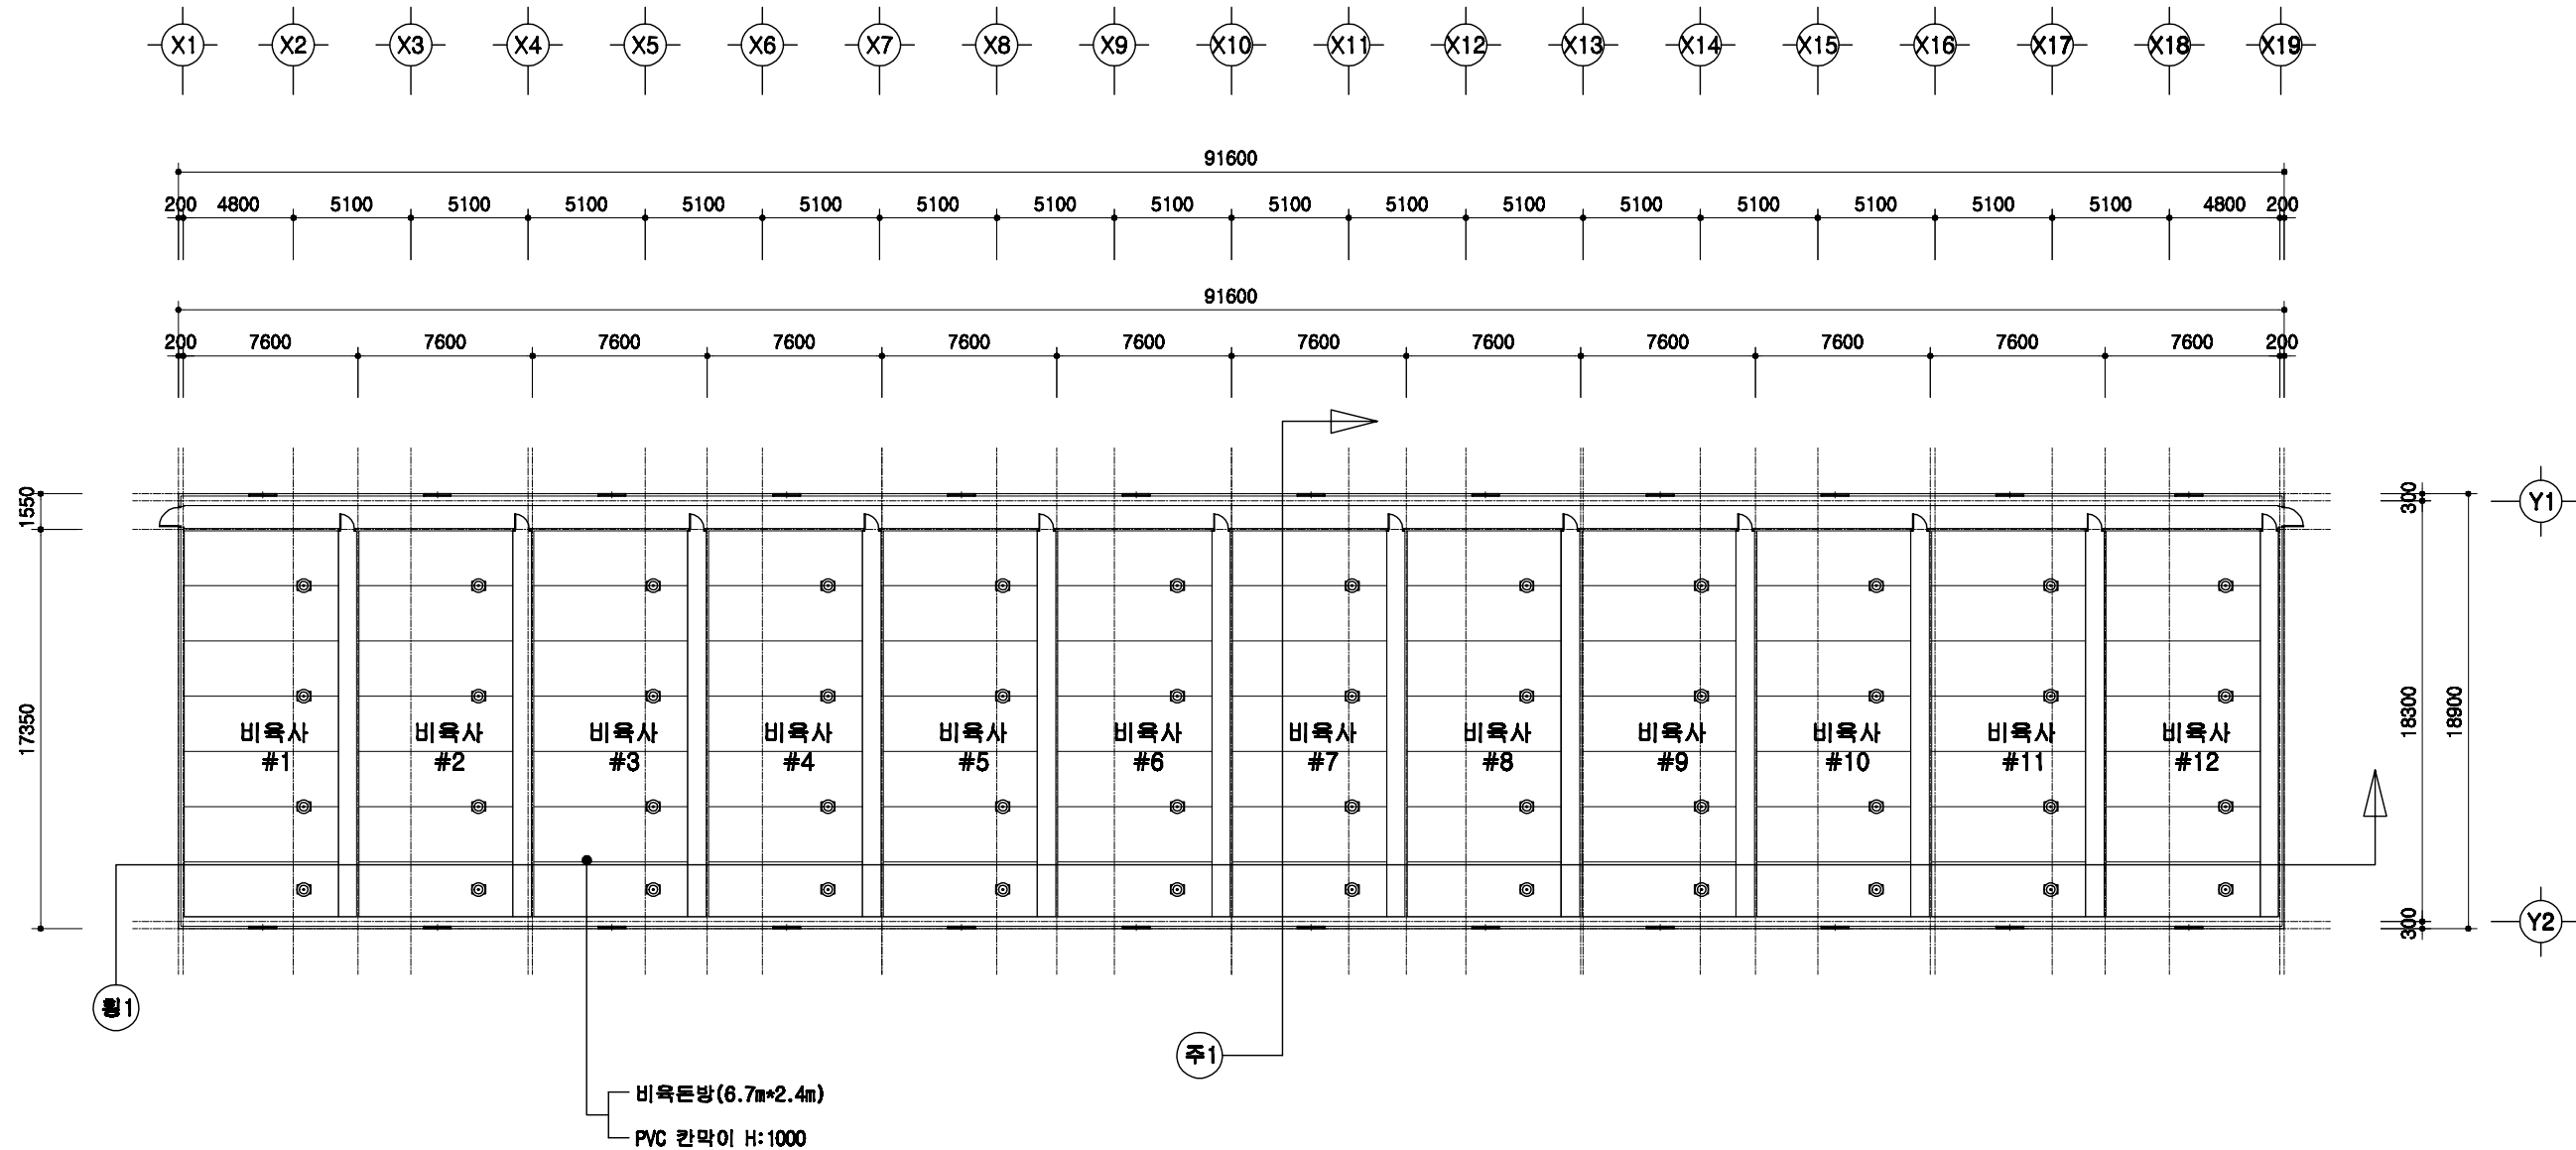 X1 X2 X3 X4 X5 X6 X7 X8 X9 X10 X11 X12 X13 X14 X15 X16 X17 X18 X19
91600
200 4800 5100 5100 5100 5100 5100 5100 5100 5100 5100 5100 5100 5100 5100 5100 5100 5100 4800 200
91600
200 7600 7600 7600 7600 7600 7600 7600 7600 7600 7600 7600 7600 200
1550
300
Y1
17350
18300
18900
비육사 비육사 비육사 비육사 비육사 비육사 비육사 비육사 비육사 비육사 비육사 비육사
#1 #2 #3 #4 #5 #6 #7 #8 #9 #10 #11 #12
300
Y2
횡1
주1
비육돈방(6.7m*2.4m)
PVC 칸막이 H:1000